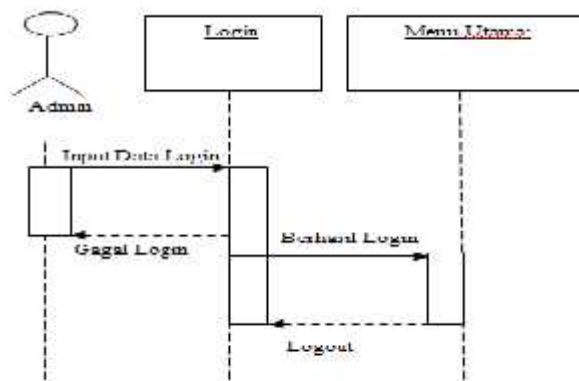 Login
Menu Utama
Admin
Input Data Login
Gagal Login
Berhasil Login
Logout